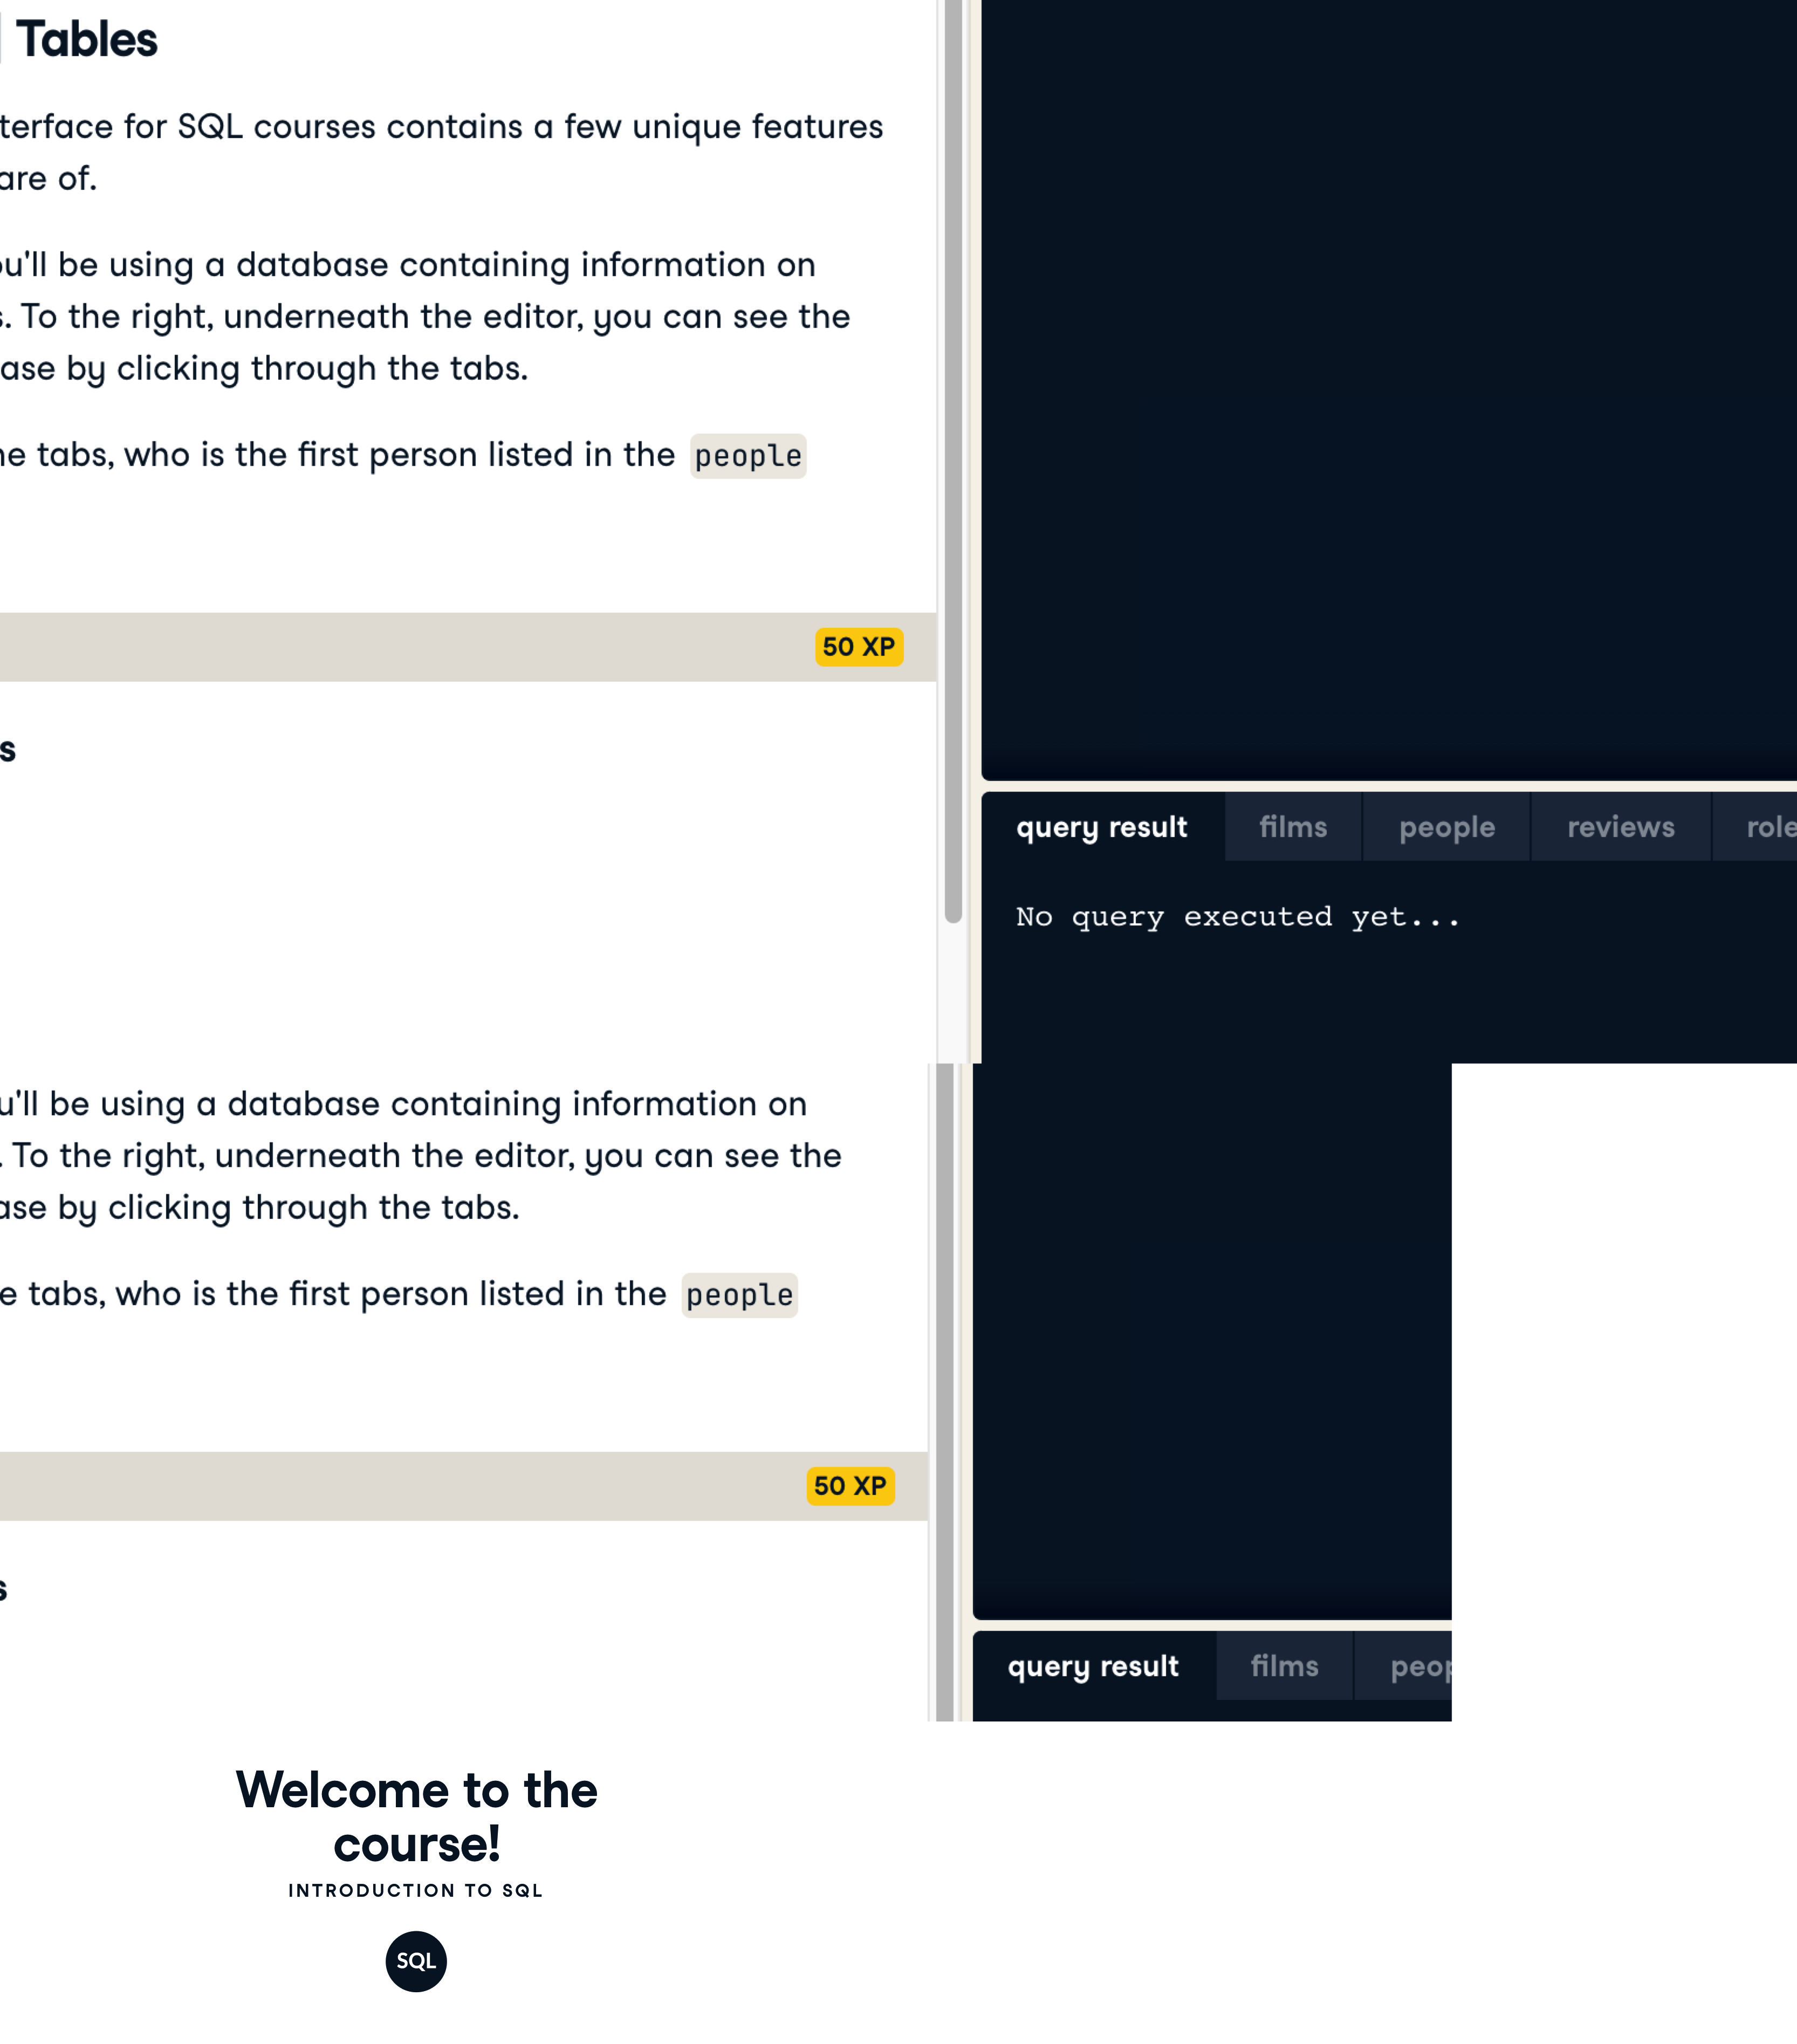 Tables
terface for SQL courses contains a few unique features
are of.
ou'll be using a database containing information on
s. To the right, underneath the editor, you can see the
ase by clicking through the tabs.
ne tabs, who is the first person listed in the people
50 XP
s
query result films people reviews role
No query executed yet...
u'll be using a database containing information on
. To the right, underneath the editor, you can see the
ase by clicking through the tabs.
e tabs, who is the first person listed in the people
50 XP
s
query result films peop
Welcome to the
course!
INTRODUCTION TO SQL
SQL